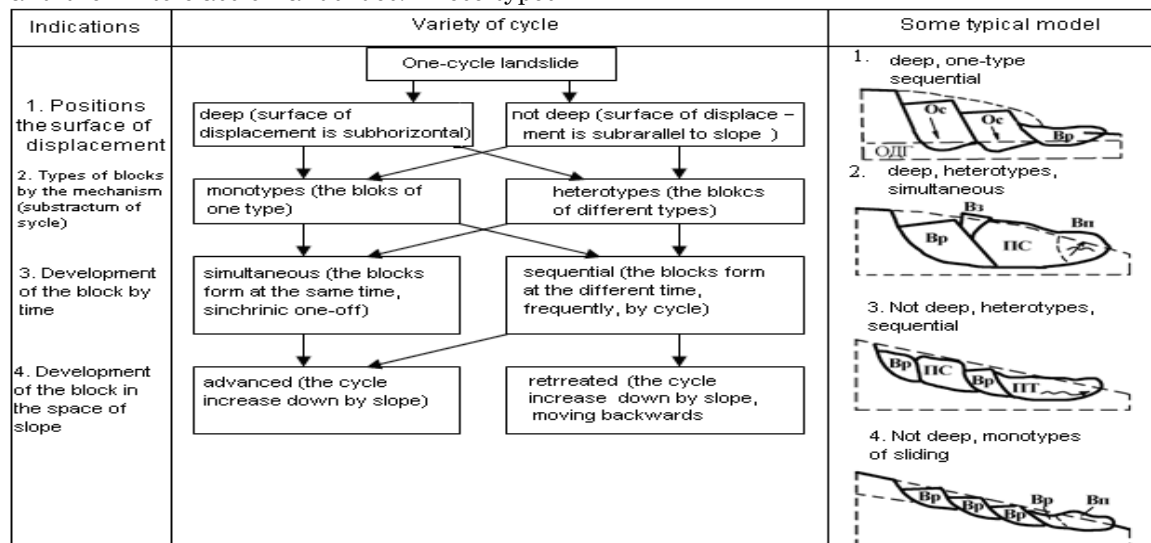 Indications
Variety of cycle
Some typical model
One-cycle landslide
1. Positions
the surface of
displacement
deep (surface of
displacement is subhorizontal)
not deep (surface of displace –
ment is subrarallel to slope )
2. Types of blocks
by the mechanism
(substractum of
sycle)
monotypes (the bloks of
one type)
heterotypes (the blokcs
of different types)
3. Development
of the block by
time
simultaneous (the blocks
form at the same time,
sinchrinic one-off)
sequential (the blocks form
at the different time,
frequently, by cycle)
4. Development
of the block in
the space of
slope
advanced (the cycle
increase down by slope)
retrreated (the cycle
increase down by slope,
moving backwards
1. deep, one-type
sequential
Ос
Ос
Вр
ОДГ
2. deep, heterotypes,
simultaneous
Вз
Вр
ПС
Вп
3. Not deep, heterotypes,
sequential
Вр
ПС
Вр
ПТ
4. Not deep, monotypes
of sliding
Вр
Вр
Вр
Вр
Вп